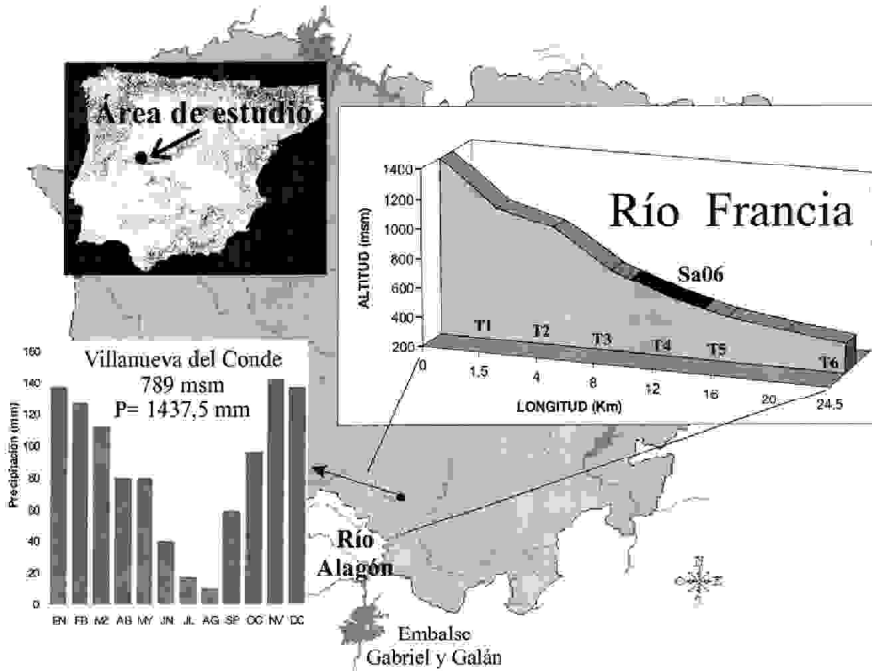 Área de estudio
Río Francia
ALTITUD (msm)
1400
1200
1000
800
600
400
200
Sa06
T1 T2 T3 T4 T5 T6
0 1.5 4 8 12 16 20 24.5
LONGITUD (Km)
Villanueva del Conde
789 msm
P= 1437,5 mm
Precipitación (mm)
160
140
120
100
80
60
40
20
0
EN FB MZ AB MY JN JL AG SP OC NV DC
Río
Alagón
Embalse
Gabriel y Galán
N
O E
S